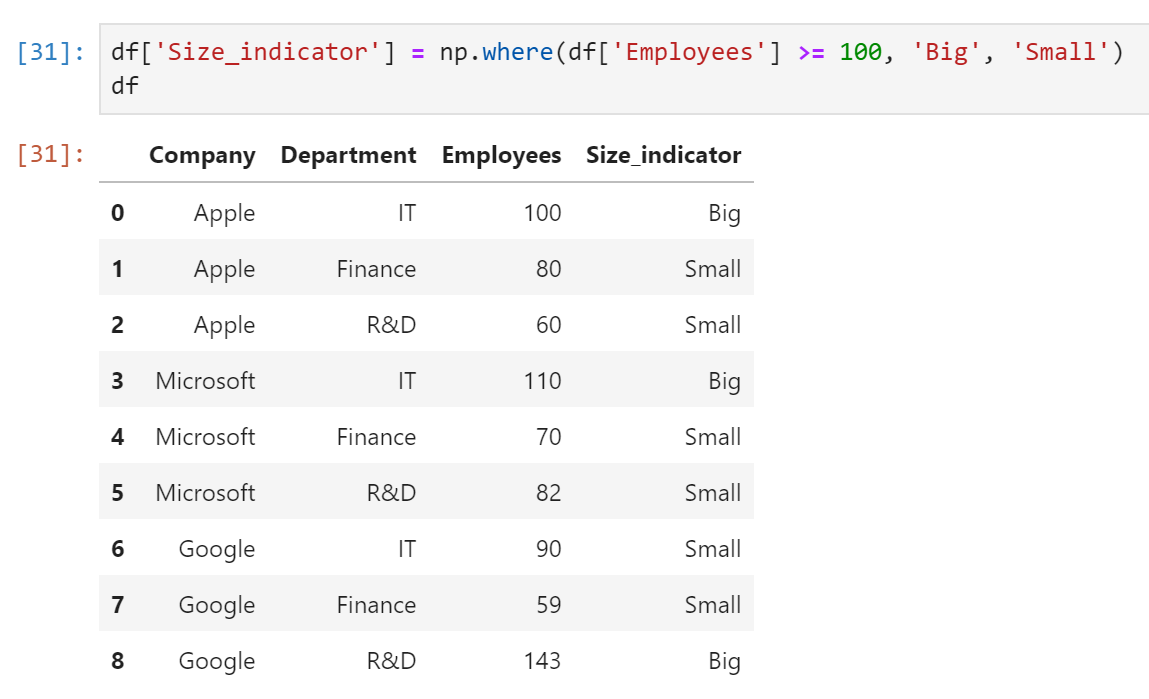 [31]: df['Size_indicator'] = np.where(df['Employees'] >= 100, 'Big', 'Small')
df
[31]: Company Department Employees Size_indicator
0 Apple IT 100 Big
1 Apple Finance 80 Small
2 Apple R&D 60 Small
3 Microsoft IT 110 Big
4 Microsoft Finance 70 Small
5 Microsoft R&D 82 Small
6 Google IT 90 Small
7 Google Finance 59 Small
8 Google R&D 143 Big